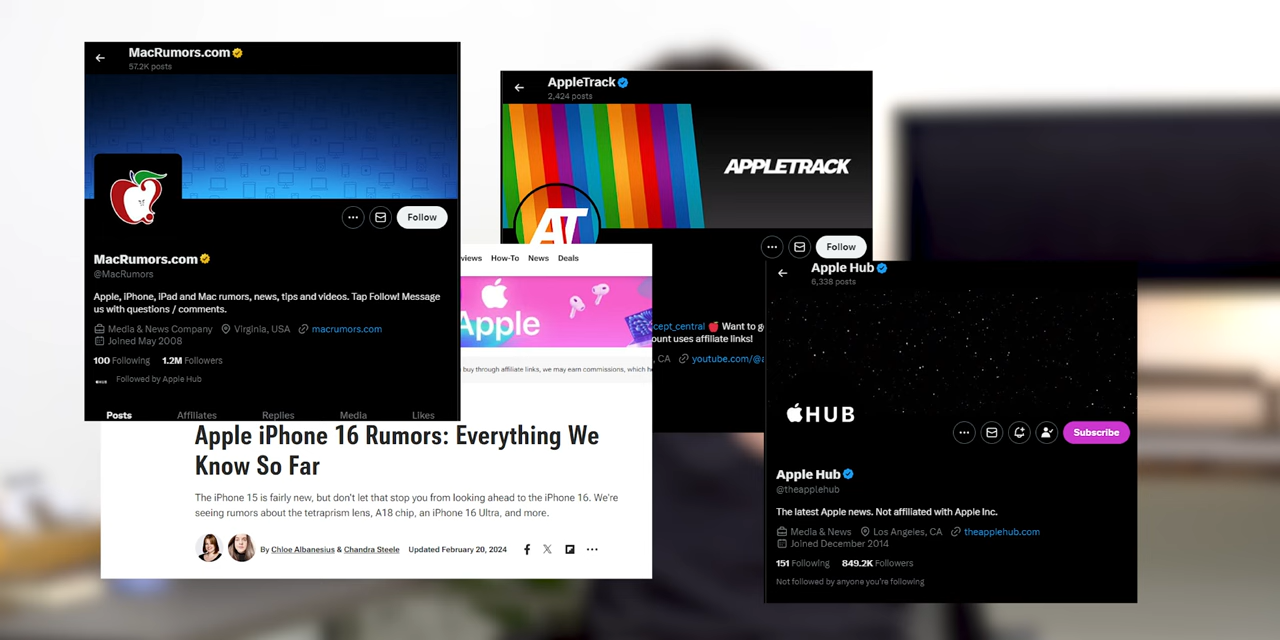 MacRumors.com
57.2K posts
Follow
MacRumors.com
@MacRumors
Apple, iPhone, iPad and Mac rumors, news, tips and videos. Tap Follow! Message
us with questions / comments.
Media & News Company Virginia, USA macrumors.com
Joined May 2008
100 Following 1.2M Followers
Followed by Apple Hub
Posts Affiliates Replies Media Likes
AppleTrack
2,424 posts
APPLETRACK
AT
Follow
cept_central Want to g
ount uses affiliate links!
, CA youtube.com/@a
views How-To News Deals
Apple
buy through affiliate links, we may earn commissions, which h
Apple iPhone 16 Rumors: Everything We
Know So Far
The iPhone 15 is fairly new, but don't let that stop you from looking ahead to the iPhone 16. We're
seeing rumors about the tetraprism lens, A18 chip, an iPhone 16 Ultra, and more.
By Chloe Albanesius & Chandra Steele Updated February 20, 2024
Apple Hub
6,338 posts
HUB
Subscribe
Apple Hub
@theapplehub
The latest Apple news. Not affiliated with Apple Inc.
Media & News Los Angeles, CA theapplehub.com
Joined December 2014
151 Following 849.2K Followers
Not followed by anyone you're following